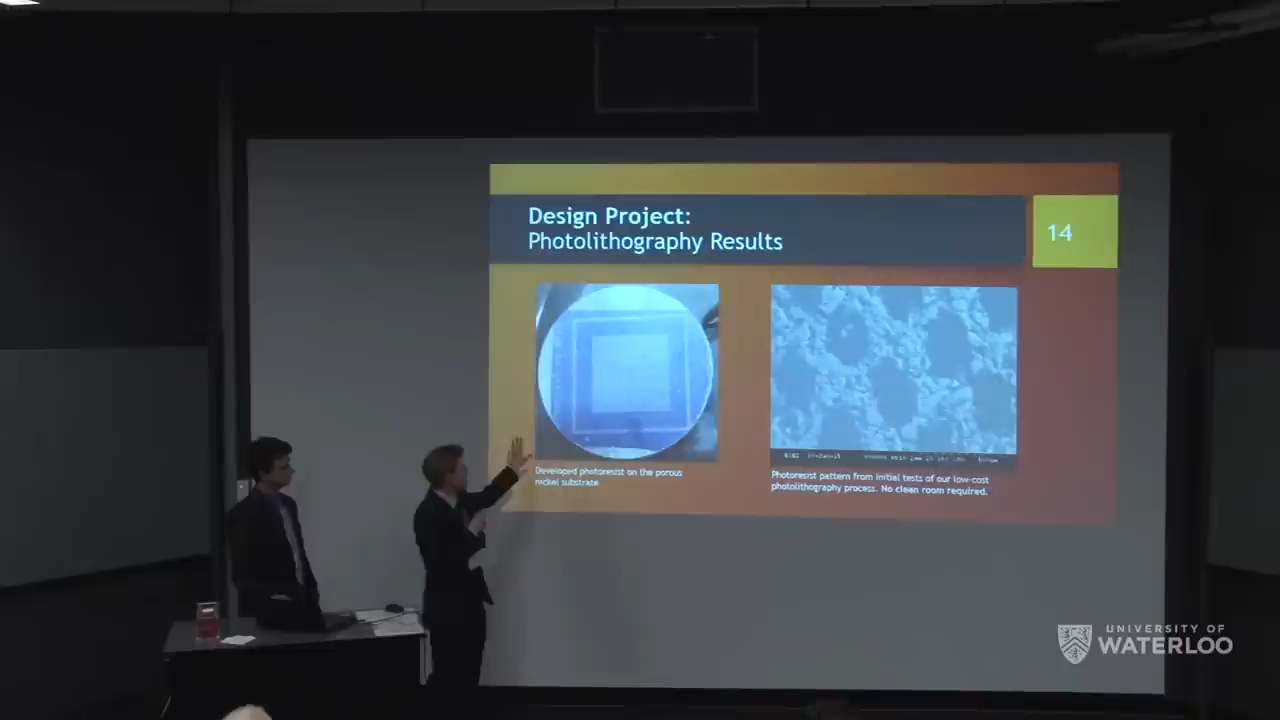 Design Project:
Photolithography Results
14
Developed photoresist on the porous
nickel substrate
Photoresist pattern from initial tests of our low-cost
photolithography process. No clean room required.
UNIVERSITY OF
WATERLOO